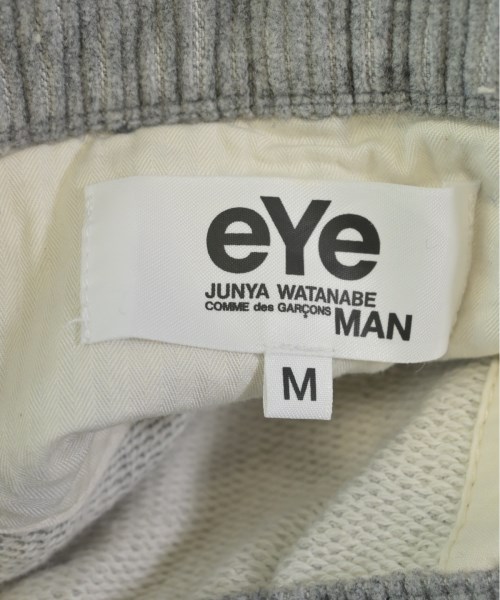 eYe
JUNYA WATANABE
COMME des GARÇONS MAN
M